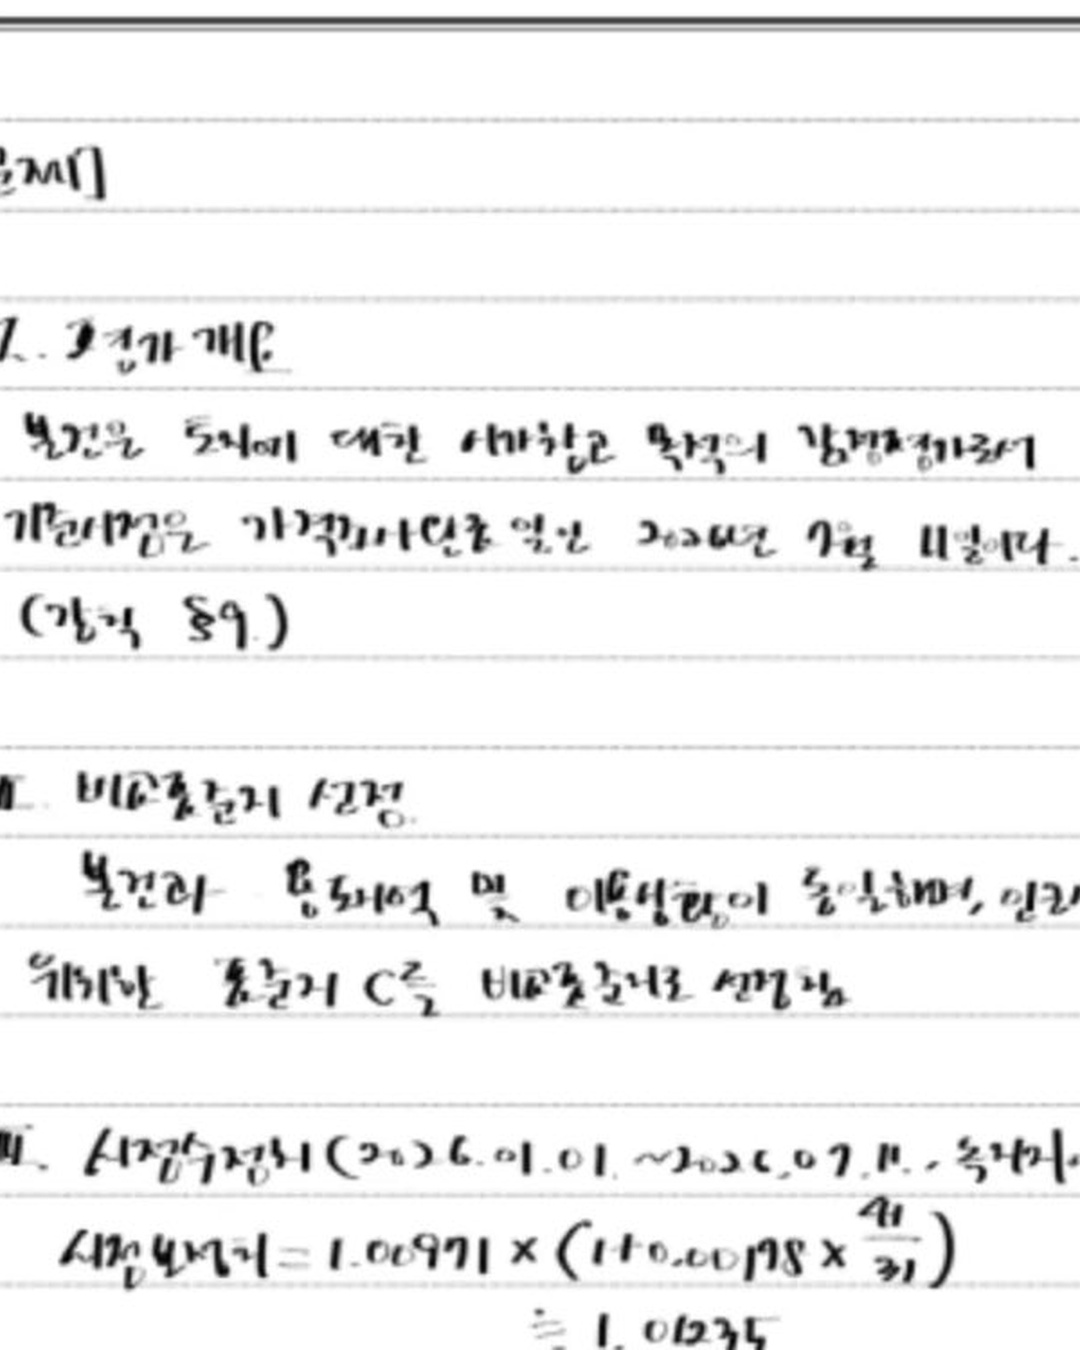 문제]
I. 평가개요
본건은 토지에 대한 시가참고 목적의 감정평가로서
기준시점은 가격조사완료일인 2026년 7월 11일이다.
(감칙 §9.)
II. 비교표준지 선정
본건과 용도지역 및 이용상황이 동일하며, 인근
위치한 표준지 C를 비교표준지로 선정함
III. 시점수정치(2026.01.01.~2026.07.11.,
시점보정치 = 1.00971 × (1+0.00198 × 41/31)
≒ 1.01235